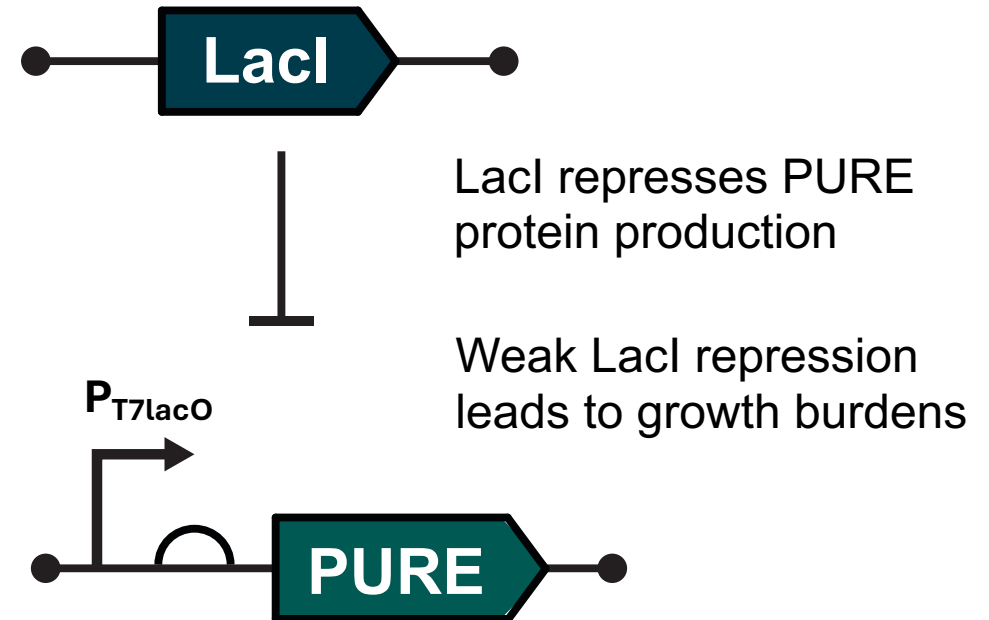 LacI
LacI represses PURE
protein production
Weak LacI repression
leads to growth burdens
PT7lacO
PURE